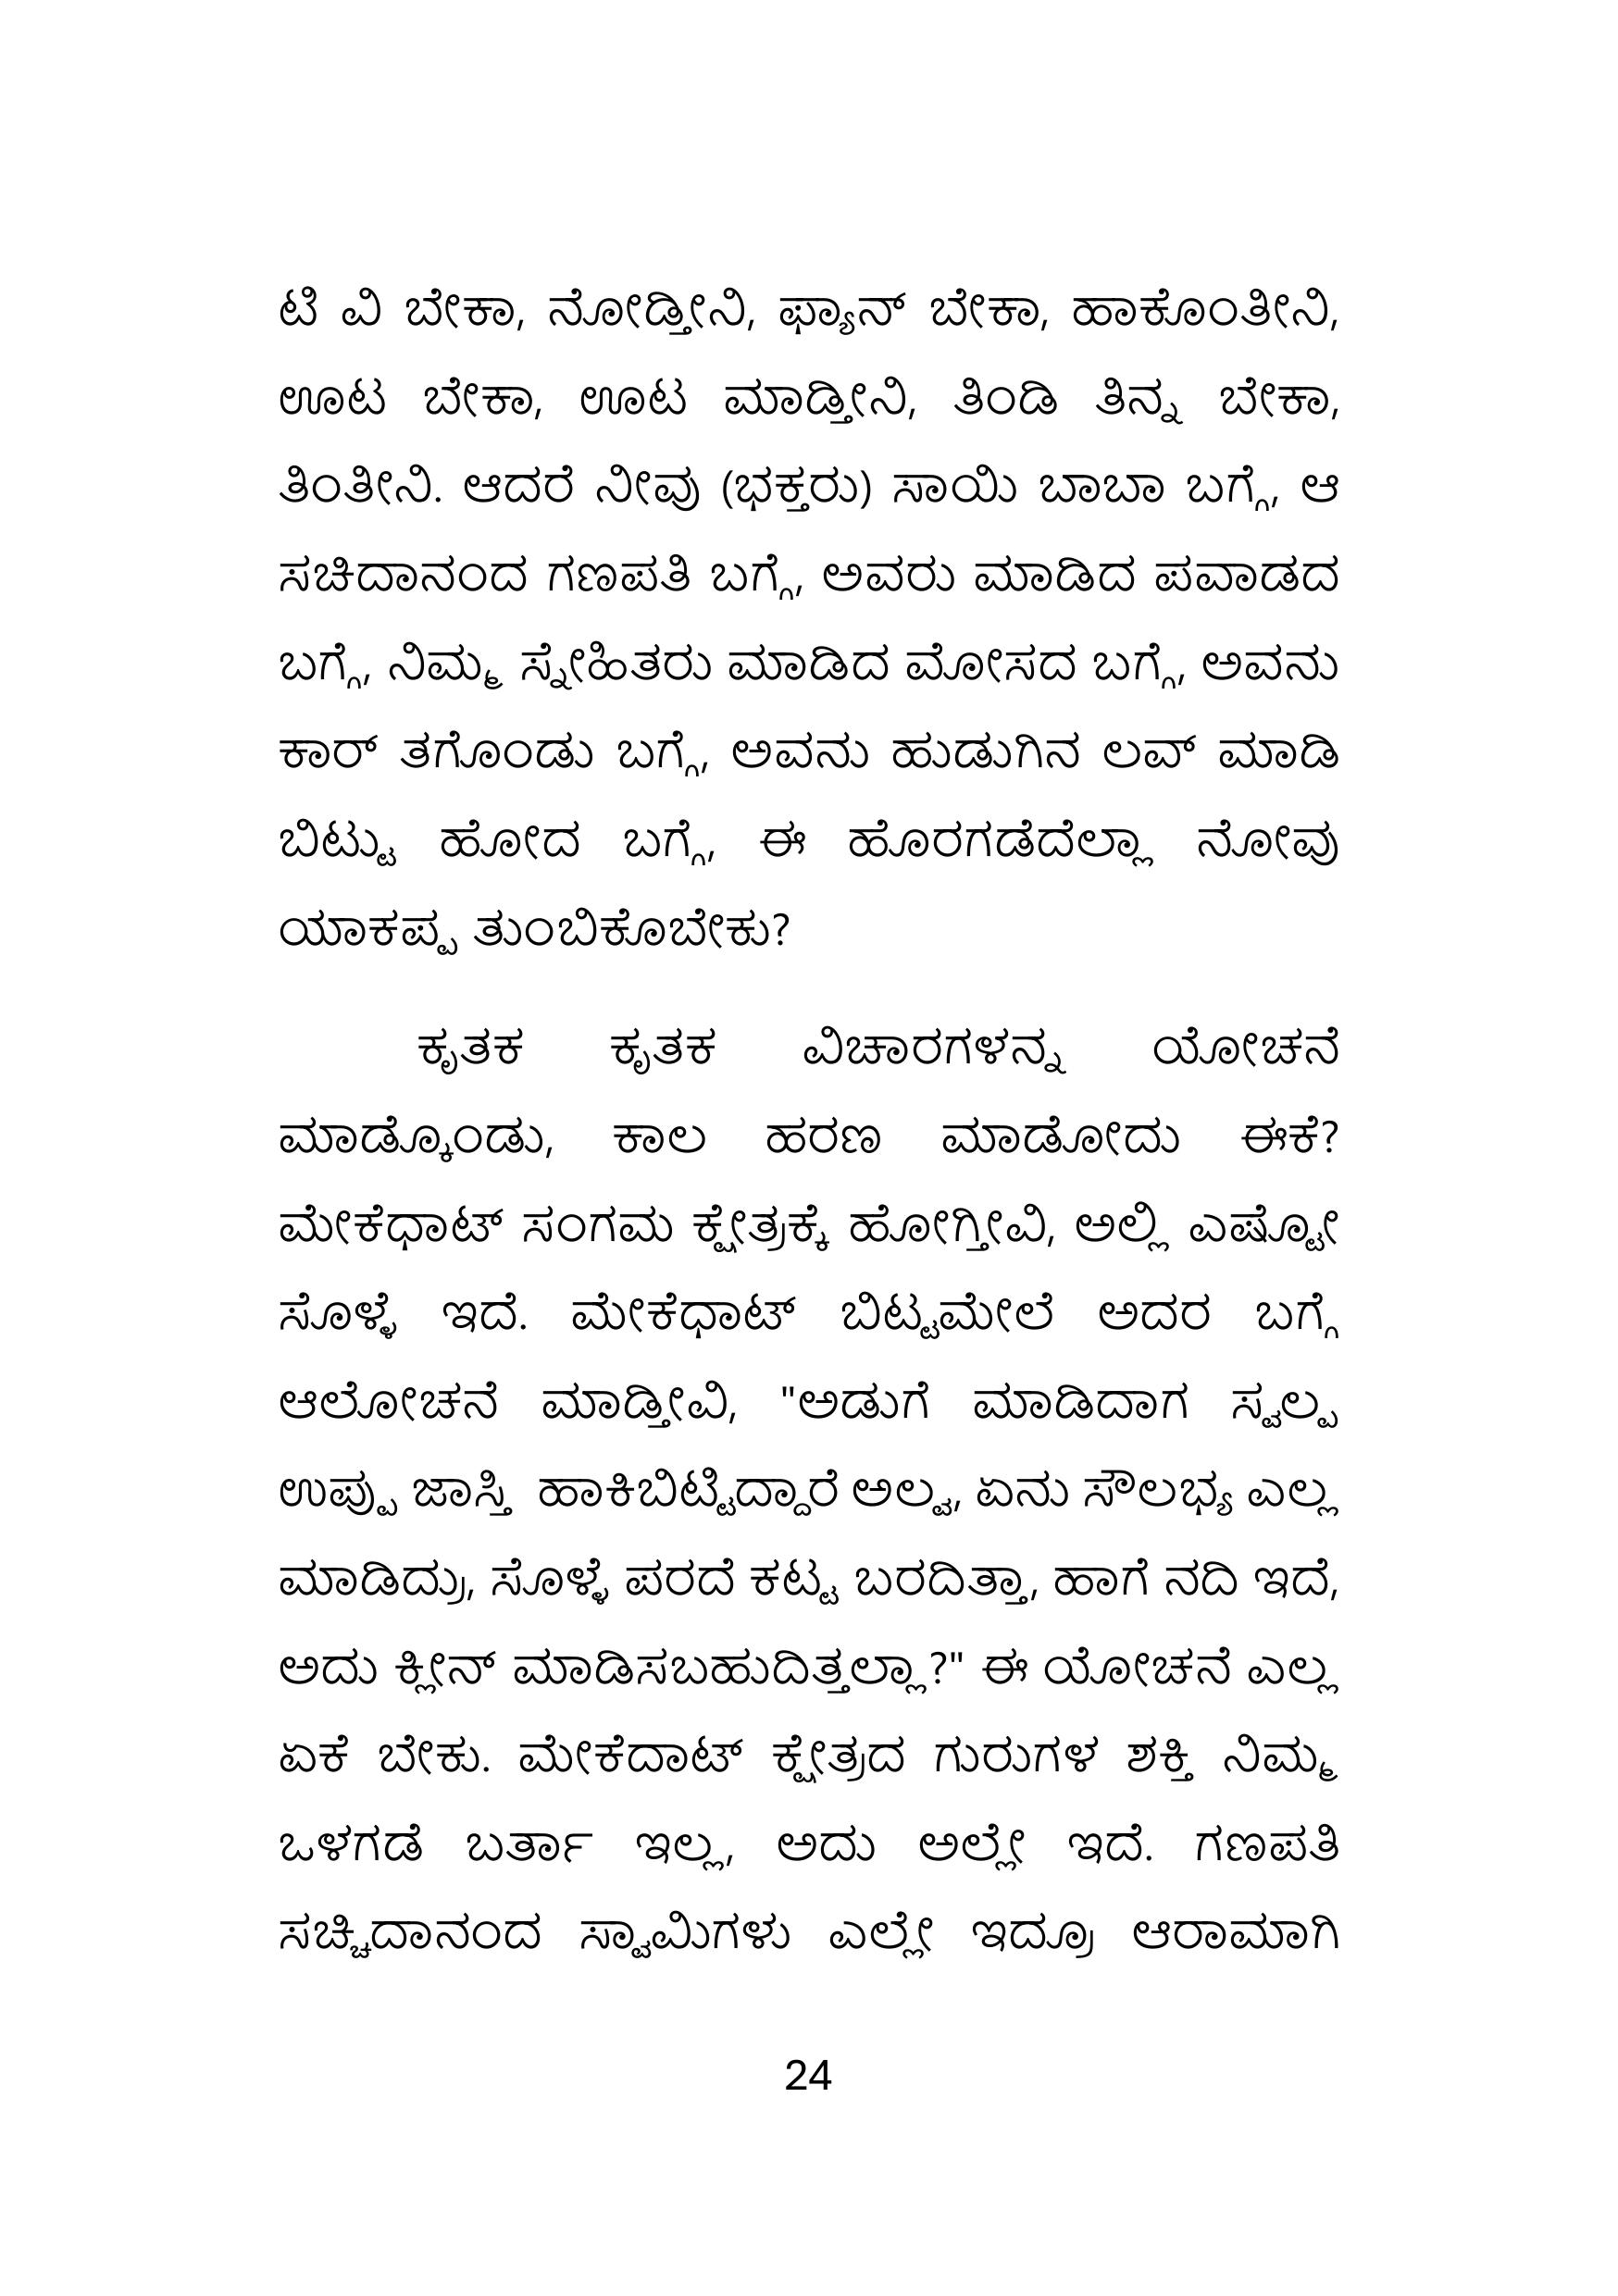 ಟಿ ವಿ ಬೇಕಾ, ನೋಡ್ತೀನಿ, ಫ್ಯಾನ್ ಬೇಕಾ, ಹಾಕೊಂತೀನಿ,
ಊಟ ಬೇಕಾ, ಊಟ ಮಾಡ್ತೀನಿ, ತಿಂಡಿ ತಿನ್ನ ಬೇಕಾ,
ತಿಂತೀನಿ. ಆದರೆ ನೀವು (ಭಕ್ತರು) ಸಾಯಿ ಬಾಬಾ ಬಗ್ಗೆ, ಆ
ಸಚಿದಾನಂದ ಗಣಪತಿ ಬಗ್ಗೆ, ಅವರು ಮಾಡಿದ ಪವಾಡದ
ಬಗ್ಗೆ, ನಿಮ್ಮ ಸ್ನೇಹಿತರು ಮಾಡಿದ ಮೋಸದ ಬಗ್ಗೆ, ಅವನು
ಕಾರ್ ತಗೊಂಡು ಬಗ್ಗೆ, ಅವನು ಹುಡುಗಿನ ಲವ್ ಮಾಡಿ
ಬಿಟ್ಟು ಹೋದ ಬಗ್ಗೆ, ಈ ಹೊರಗಡೆದೆಲ್ಲಾ ನೋವು
ಯಾಕಪ್ಪ ತುಂಬಿಕೊಬೇಕು?
ಕೃತಕ ಕೃತಕ ವಿಚಾರಗಳನ್ನ ಯೋಚನೆ
ಮಾಡ್ಕೊಂಡು, ಕಾಲ ಹರಣ ಮಾಡೋದು ಈಕೆ?
ಮೇಕೆಧಾಟ್ ಸಂಗಮ ಕ್ಷೇತ್ರಕ್ಕೆ ಹೋಗ್ತೀವಿ, ಅಲ್ಲಿ ಎಷ್ಟೋ
ಸೊಳ್ಳೆ ಇದೆ. ಮೇಕೆಧಾಟ್ ಬಿಟ್ಟಮೇಲೆ ಅದರ ಬಗ್ಗೆ
ಆಲೋಚನೆ ಮಾಡ್ತೀವಿ, "ಅಡುಗೆ ಮಾಡಿದಾಗ ಸ್ವಲ್ಪ
ಉಪ್ಪು ಜಾಸ್ತಿ ಹಾಕಿಬಿಟ್ಟಿದ್ದಾರೆ ಅಲ್ವ, ಏನು ಸೌಲಭ್ಯ ಎಲ್ಲ
ಮಾಡಿದ್ರು, ಸೊಳ್ಳೆ ಪರದೆ ಕಟ್ಟ ಬರದಿತ್ತಾ, ಹಾಗೆ ನದಿ ಇದೆ,
ಅದು ಕ್ಲೀನ್ ಮಾಡಿಸಬಹುದಿತ್ತಲ್ಲಾ?" ಈ ಯೋಚನೆ ಎಲ್ಲ
ಏಕೆ ಬೇಕು. ಮೇಕೆದಾಟ್ ಕ್ಷೇತ್ರದ ಗುರುಗಳ ಶಕ್ತಿ ನಿಮ್ಮ
ಒಳಗಡೆ ಬರ್ತಾ ಇಲ್ಲ, ಅದು ಅಲ್ಲೇ ಇದೆ. ಗಣಪತಿ
ಸಚ್ಚಿದಾನಂದ ಸ್ವಾಮಿಗಳು ಎಲ್ಲೇ ಇದ್ರೂ ಆರಾಮಾಗಿ
24